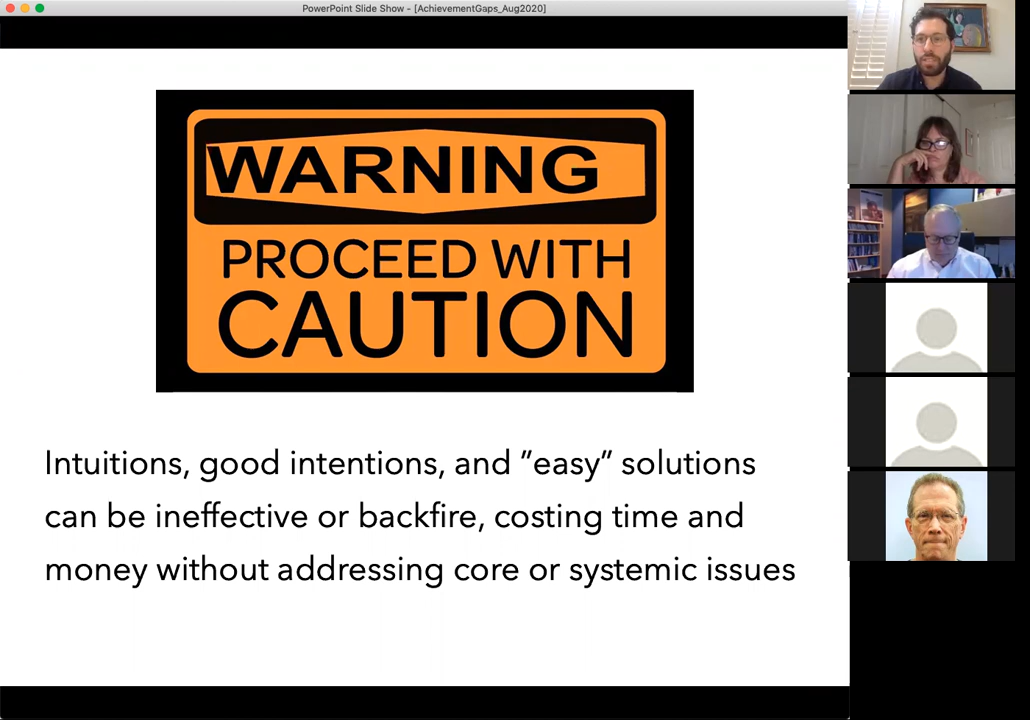 PowerPoint Slide Show - [AchievementGaps_Aug2020]
WARNING
PROCEED WITH
CAUTION
Intuitions, good intentions, and ”easy” solutions
can be ineffective or backfire, costing time and
money without addressing core or systemic issues